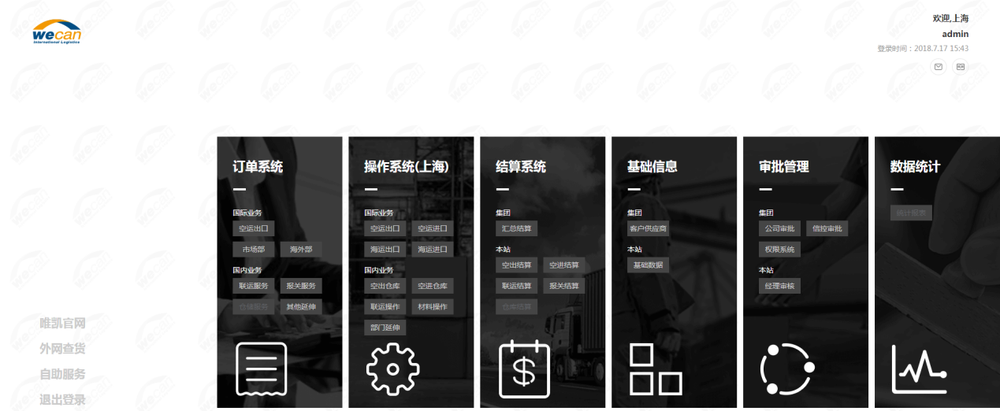 wecan
International Logistics
欢迎,上海
admin
登录时间：2018.7.17 15:43
订单系统
国际业务
空运出口
市场部 海外部
国内业务
联运服务 报关服务
仓储服务 其他延伸
操作系统(上海)
国际业务
空运出口 空运进口
海运出口 海运进口
国内业务
空出仓库 空进仓库
联运操作 材料操作
部门延伸
结算系统
集团
汇总结算
本站
空出结算 空进结算
联运结算 报关结算
仓库结算
基础信息
集团
客户供应商
本站
基础数据
审批管理
集团
公司审批 信控审批
权限系统
本站
经理审核
数据统计
统计报表
唯凯官网
外网查货
自助服务
退出登录